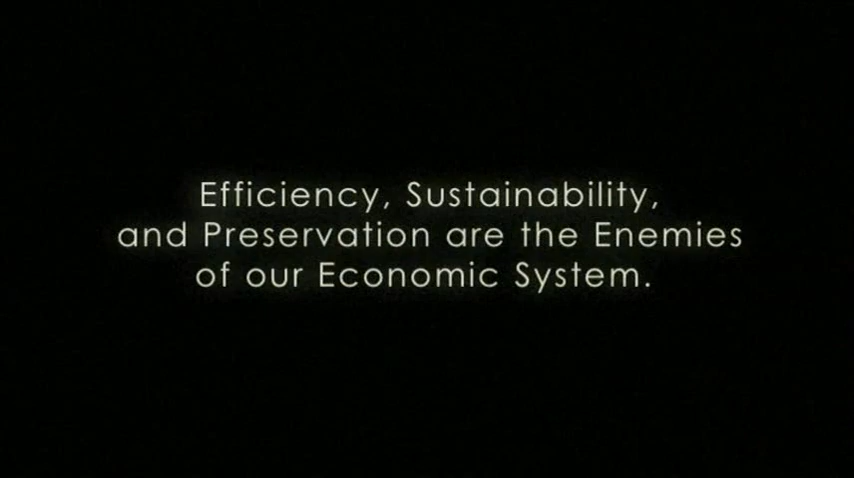 Efficiency, Sustainability,
and Preservation are the Enemies
of our Economic System.